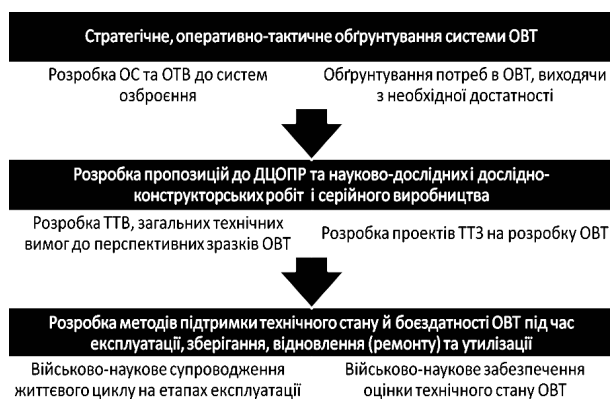 Стратегічне, оперативно-тактичне обґрунтування системи ОВТ
Розробка ОС та ОТВ до систем
озброєння
Обґрунтування потреб в ОВТ, виходячи
з необхідної достатності
Розробка пропозицій до ДЦОПР та науково-дослідних і дослідно-
конструкторських робіт і серійного виробництва
Розробка ТТВ, загальних технічних
вимог до перспективних зразків ОВТ
Розробка проектів ТТЗ на розробку ОВТ
Розробка методів підтримки технічного стану й боєздатності ОВТ під час
експлуатації, зберігання, відновлення (ремонту) та утилізації
Військово-наукове супроводження
життєвого циклу на етапах експлуатації
Військово-наукове забезпечення
оцінки технічного стану ОВТ